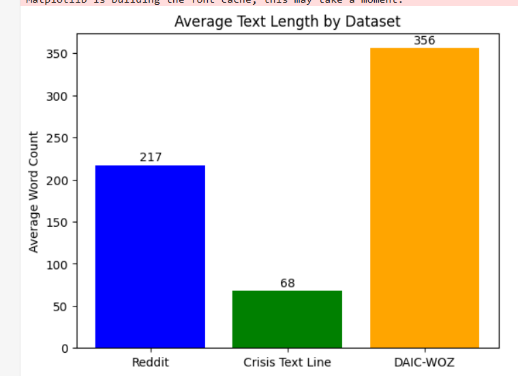 Matplotlib is building the font cache; this may take a moment.
Average Text Length by Dataset
356
350
300
250
217
200
150
100
68
50
0
Average Word Count
Reddit Crisis Text Line DAIC-WOZ